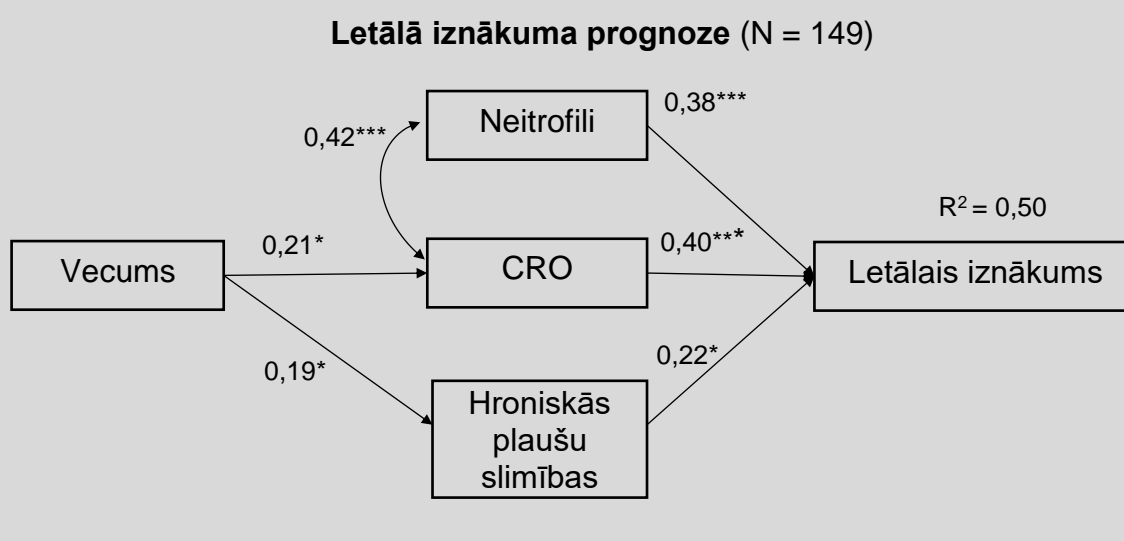 Letālā iznākuma prognoze (N = 149)
Neitrofili
0,38***
0,42***
R² = 0,50
Vecums
0,21*
CRO
0,40***
Letālais iznākums
0,19*
0,22*
Hroniskās
plaušu
slimības